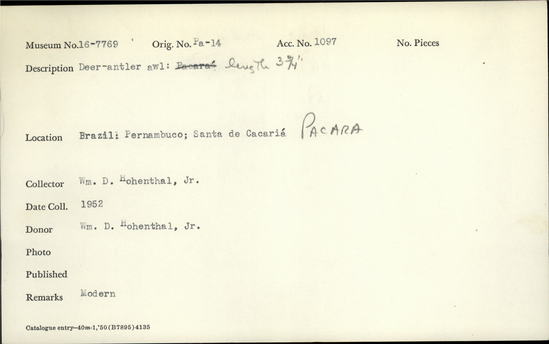 Museum No. 16-7769 Orig. No. Pa-14 Acc. No. 1097 No. Pieces
Description Deer-antler awl: Pacará length 3 3/4"
Location Brazil: Pernambuco; Santa de Cacariá PACARA
Collector Wm. D. Hohenthal, Jr.
Date Coll. 1952
Donor Wm. D. Hohenthal, Jr.
Photo
Published
Remarks Modern
Catalogue entry—40m-1,'50(B7895)4135